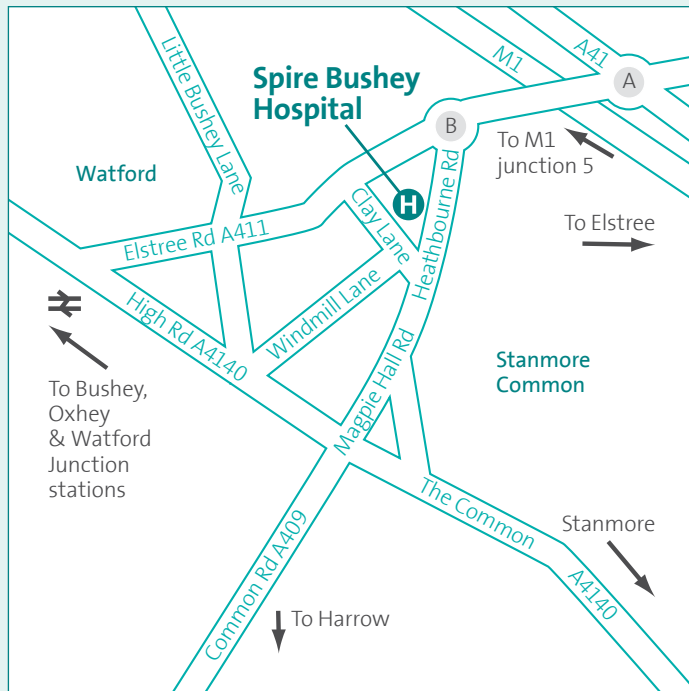 Little Bushey Lane
Spire Bushey
Hospital
M1
A41
A
B
To M1
junction 5
Watford
H
Clay Lane
Heathbourne Rd
To Elstree
Elstree Rd A411
Windmill Lane
High Rd A4140
Magpie Hall Rd
Stanmore
Common
To Bushey,
Oxhey
& Watford
Junction
stations
The Common
Stanmore
Common Rd A409
A4140
To Harrow